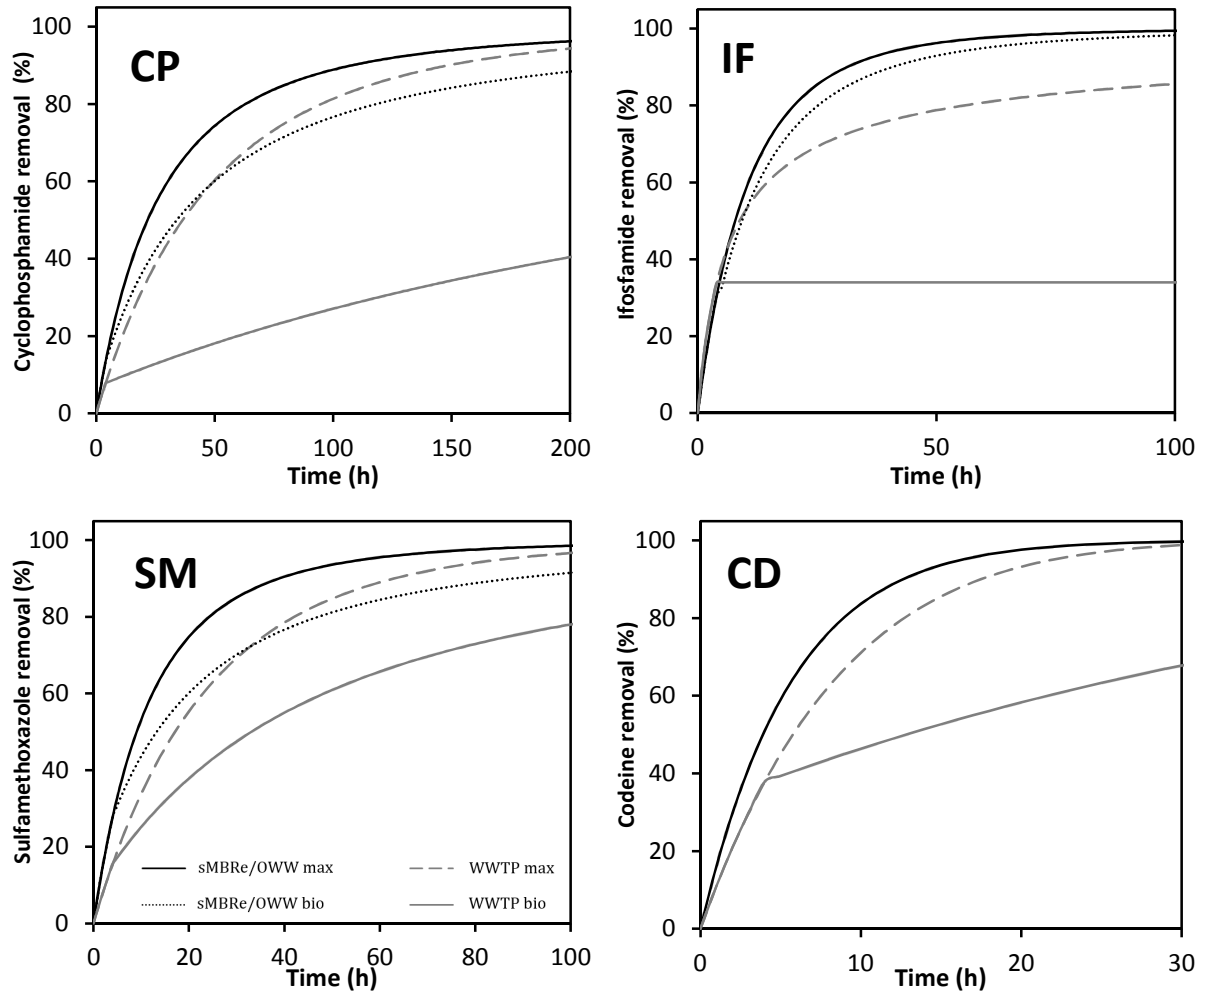 CP
Cyclophosphamide removal (%)
100
80
60
40
20
0
0 50 100 150 200
Time (h)
IF
Ifosfamide removal (%)
100
80
60
40
20
0
0 50 100
Time (h)
SM
Sulfamethoxazole removal (%)
100
80
60
40
20
0
sMBRe/OWW max
WWTP max
sMBRe/OWW bio
WWTP bio
0 20 40 60 80 100
Time (h)
CD
Codeine removal (%)
100
80
60
40
20
0
0 10 20 30
Time (h)